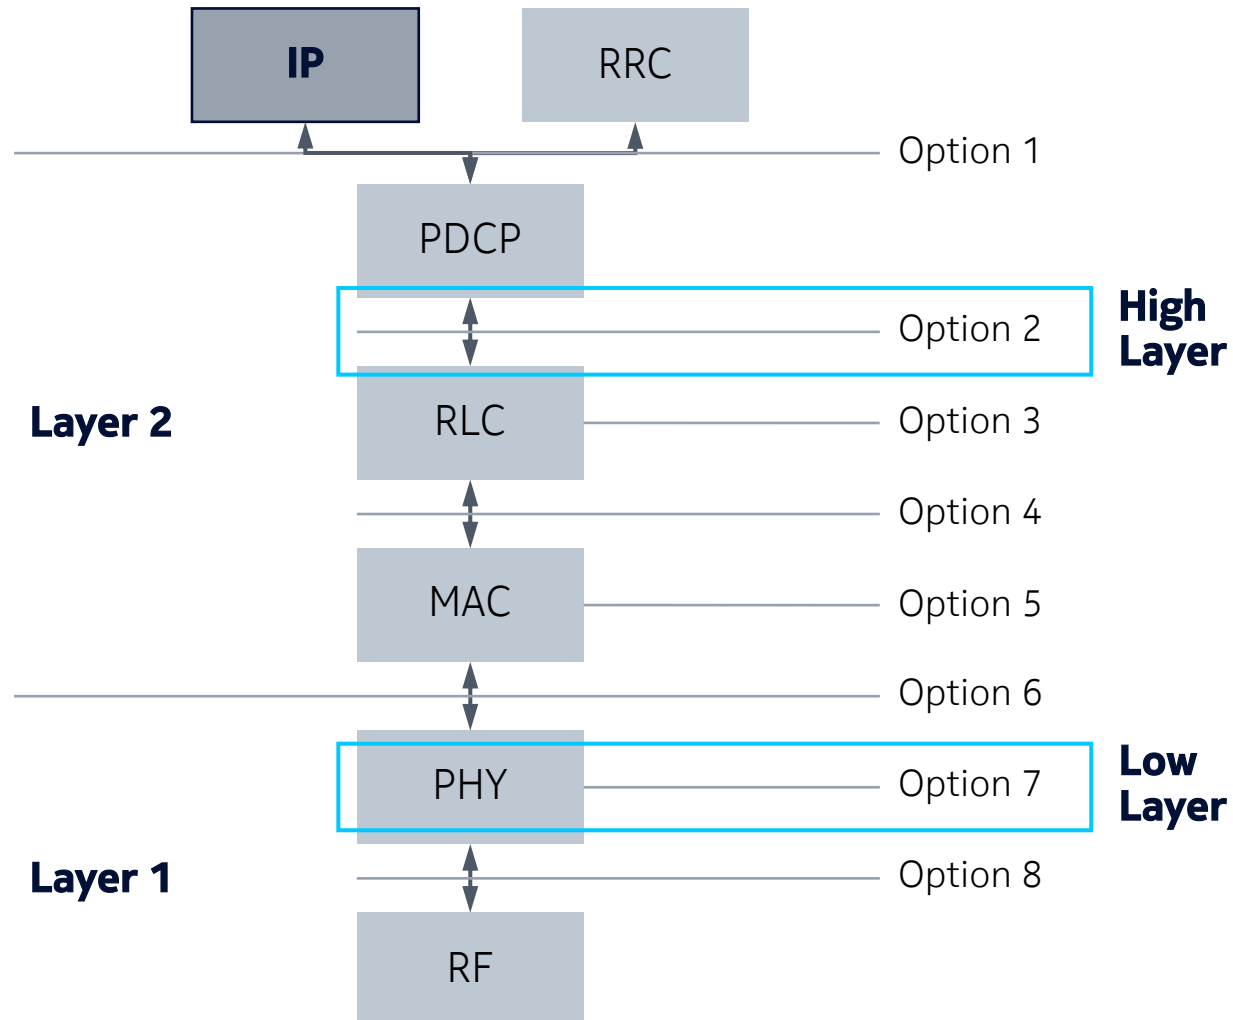 IP
RRC
Option 1
PDCP
High
Layer
Option 2
Layer 2
RLC
Option 3
Option 4
MAC
Option 5
Option 6
PHY
Option 7
Low
Layer
Layer 1
Option 8
RF